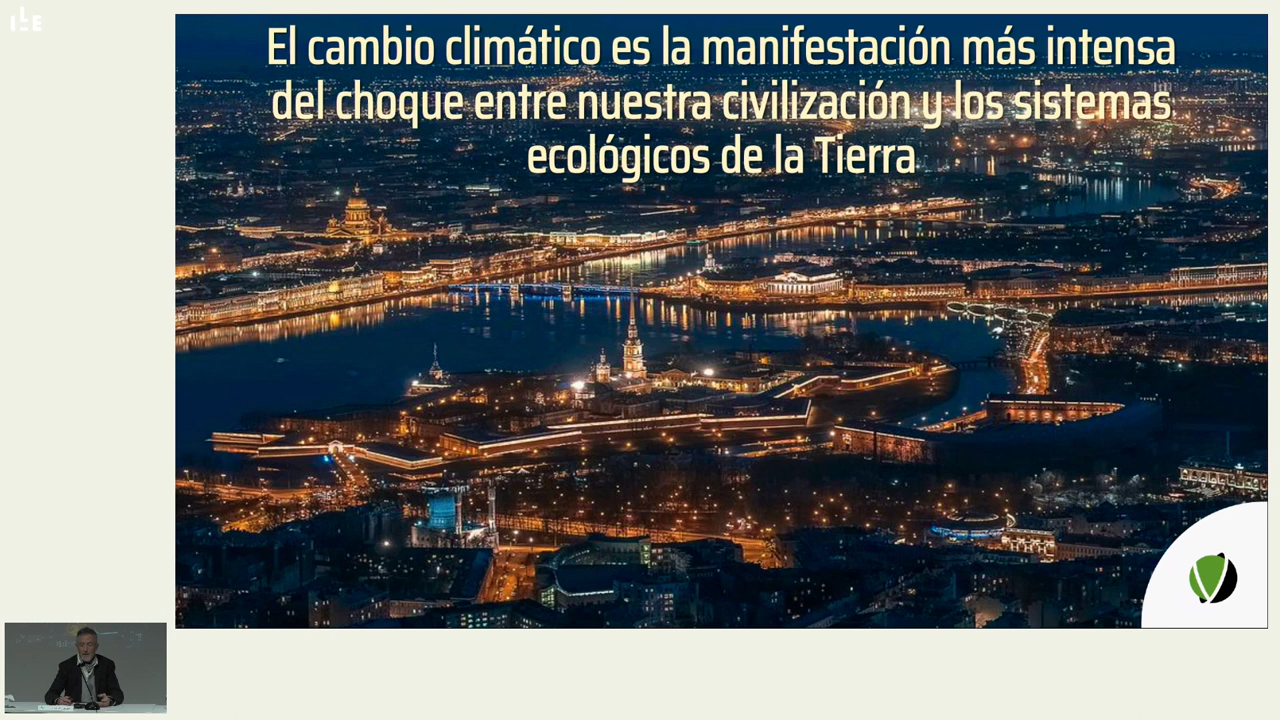 ILE
El cambio climático es la manifestación más intensa
del choque entre nuestra civilización y los sistemas
ecológicos de la Tierra